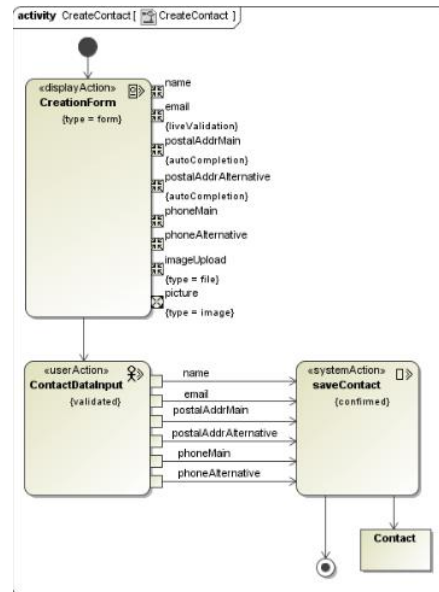 activity CreateContact [ CreateContact ]
«displayAction»
CreationForm
{type = form}
name
email
{liveValidation}
postalAddrMain
{autoCompletion}
postalAddrAlternative
{autoCompletion}
phoneMain
phoneAlternative
imageUpload
{type = file}
picture
{type = image}
«userAction»
ContactDataInput
{validated}
name
email
postalAddrMain
postalAddrAlternative
phoneMain
phoneAlternative
«systemAction»
saveContact
{confirmed}
Contact